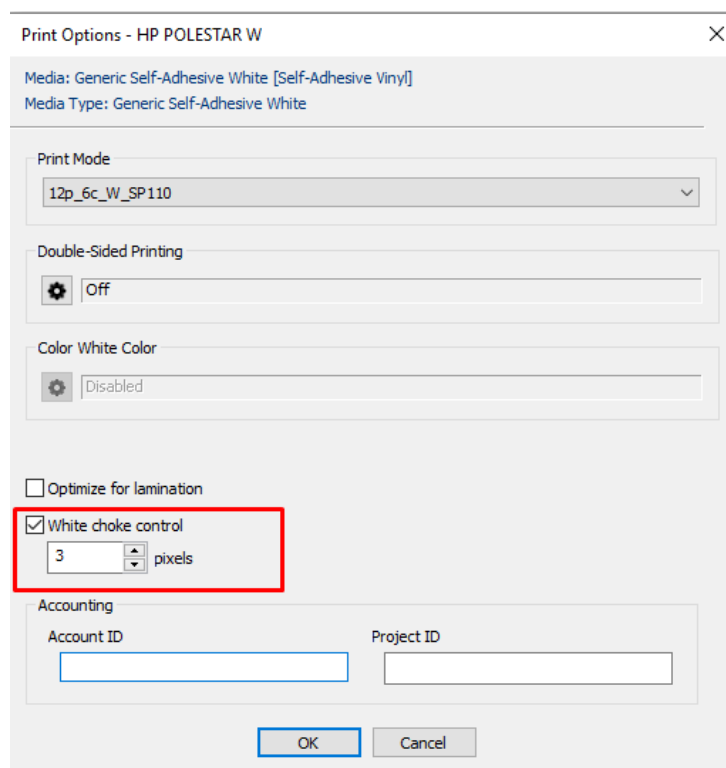 Print Options - HP POLESTAR W
Media: Generic Self-Adhesive White [Self-Adhesive Vinyl]
Media Type: Generic Self-Adhesive White
Print Mode
12p_6c_W_SP110
Double-Sided Printing
Off
Color White Color
Disabled
Optimize for lamination
White choke control
3 pixels
Accounting
Account ID Project ID
OK Cancel